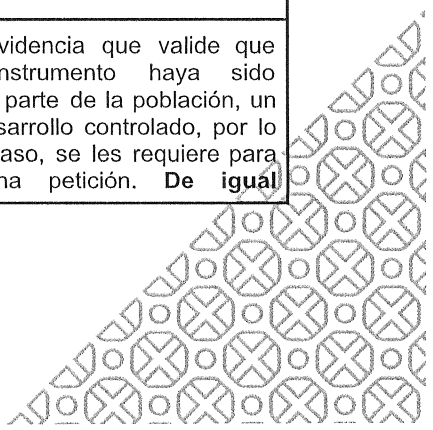 videncia que valide que
nstrumento haya sido
parte de la población, un
sarrollo controlado, por lo
aso, se les requiere para
na petición. De igual